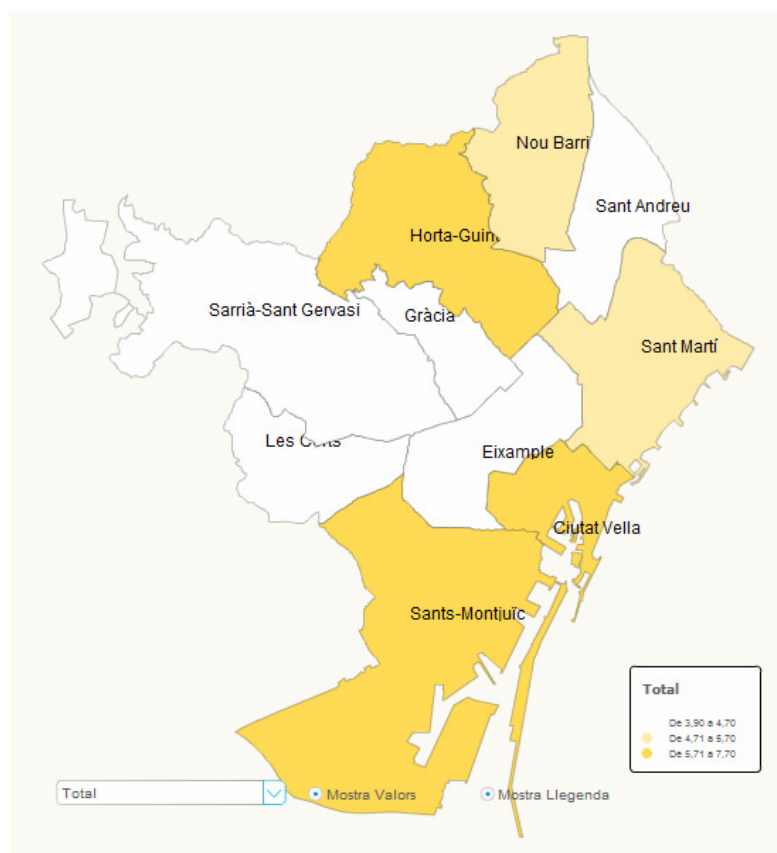 Nou Barri
Sant Andreu
Horta-Guin
Sarrià-Sant Gervasi
Gràcia
Sant Martí
Les Corts
Eixample
Ciutat Vella
Sants-Montjuïc
Total
De 3,90 a 4,70
De 4,71 a 5,70
De 5,71 a 7,70
Total
Mostra Valors
Mostra Llegenda